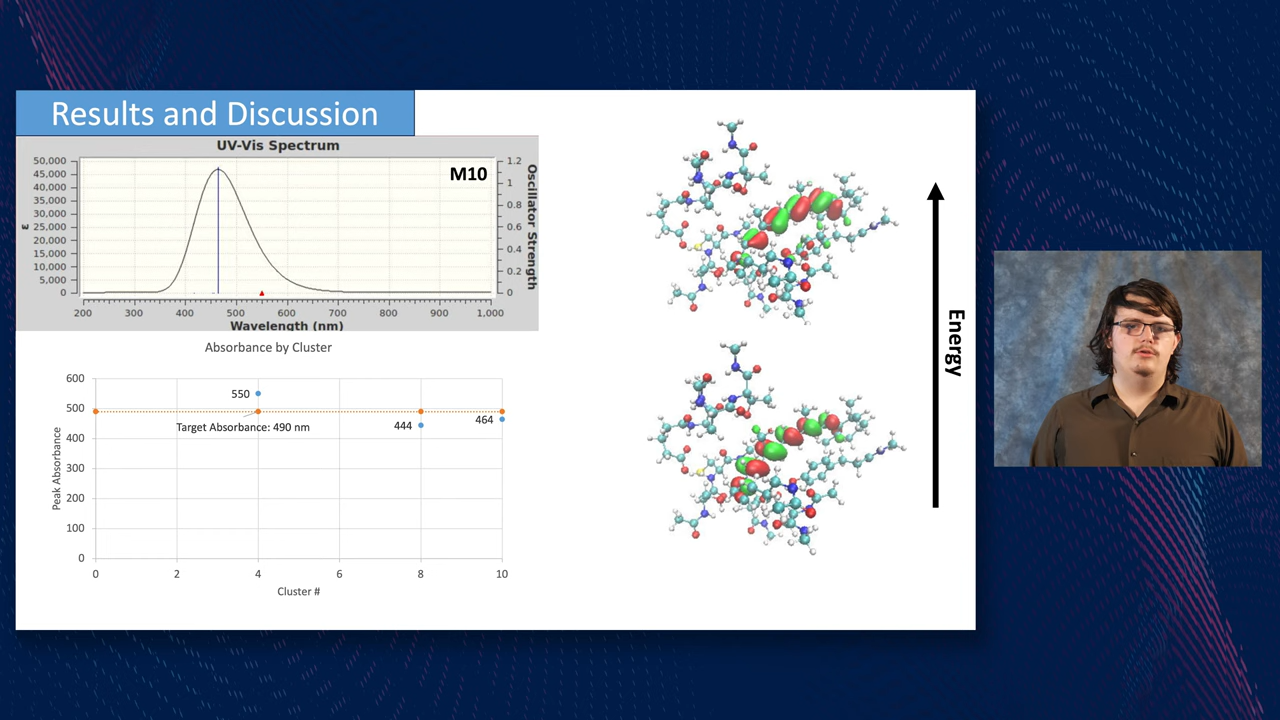 Results and Discussion
UV-Vis Spectrum
M10
50,000
45,000
40,000
35,000
30,000
25,000
20,000
15,000
10,000
5,000
0
ε
1.2
1
0.8
0.6
0.4
0.2
0
Oscillator Strength
200 300 400 500 600 700 800 900 1,000
Wavelength (nm)
Absorbance by Cluster
600
500
400
300
200
100
0
Peak Absorbance
550
Target Absorbance: 490 nm
444
464
0 2 4 6 8 10
Cluster #
Energy